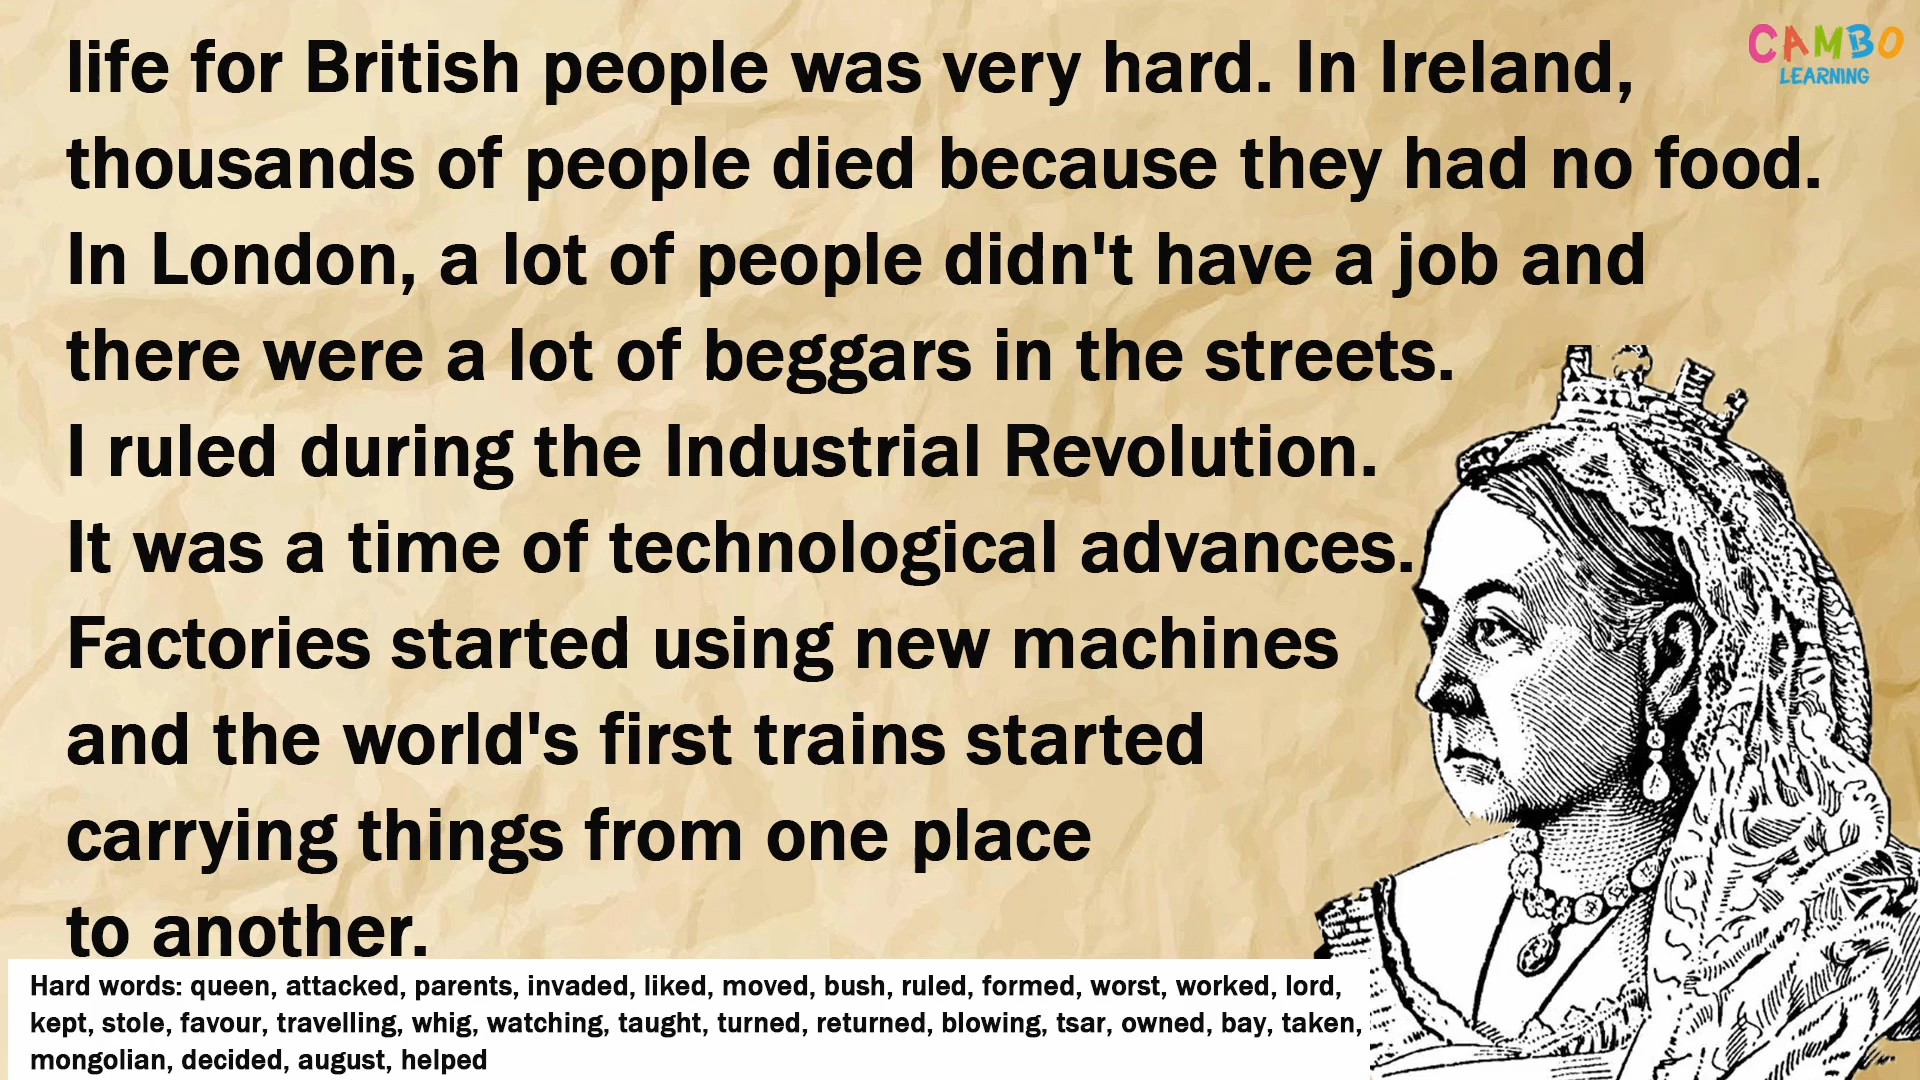 life for British people was very hard. In Ireland,
thousands of people died because they had no food.
In London, a lot of people didn't have a job and
there were a lot of beggars in the streets.
I ruled during the Industrial Revolution.
It was a time of technological advances.
Factories started using new machines
and the world's first trains started
carrying things from one place
to another.
CAMBO
LEARNING
Hard words: queen, attacked, parents, invaded, liked, moved, bush, ruled, formed, worst, worked, lord,
kept, stole, favour, travelling, whig, watching, taught, turned, returned, blowing, tsar, owned, bay, taken,
mongolian, decided, august, helped